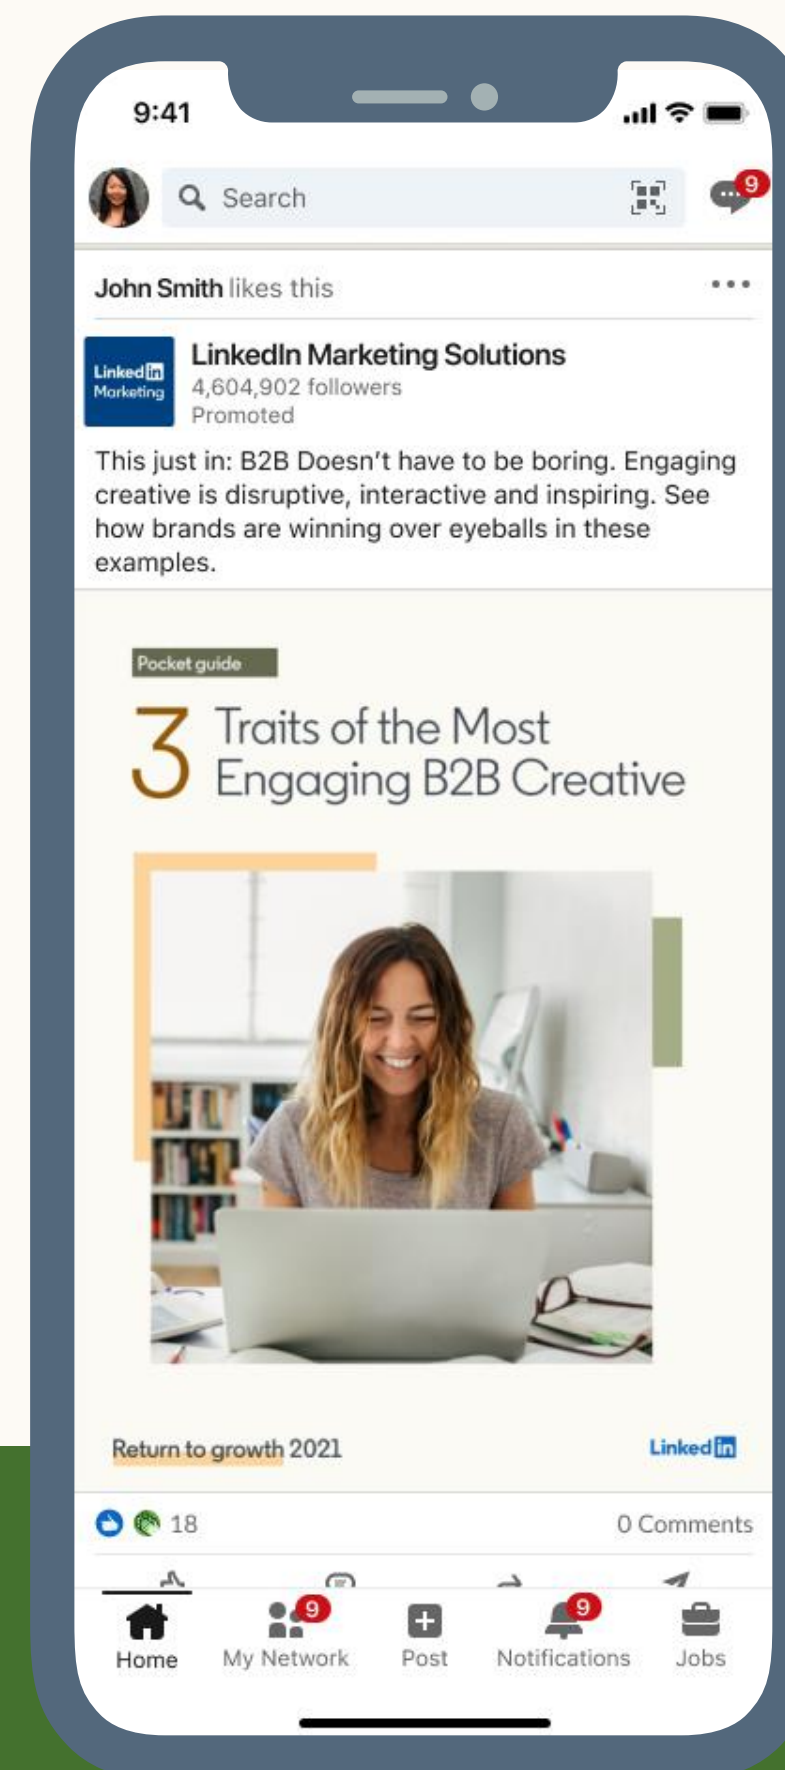 9:41
Search
9
John Smith likes this
Linked in
Marketing
LinkedIn Marketing Solutions
4,604,902 followers
Promoted
This just in: B2B Doesn't have to be boring. Engaging
creative is disruptive, interactive and inspiring. See
how brands are winning over eyeballs in these
examples.
Pocket guide
3 Traits of the Most
Engaging B2B Creative
Return to growth 2021
Linked in
18
0 Comments
9
9
Home
My Network
Post
Notifications
Jobs